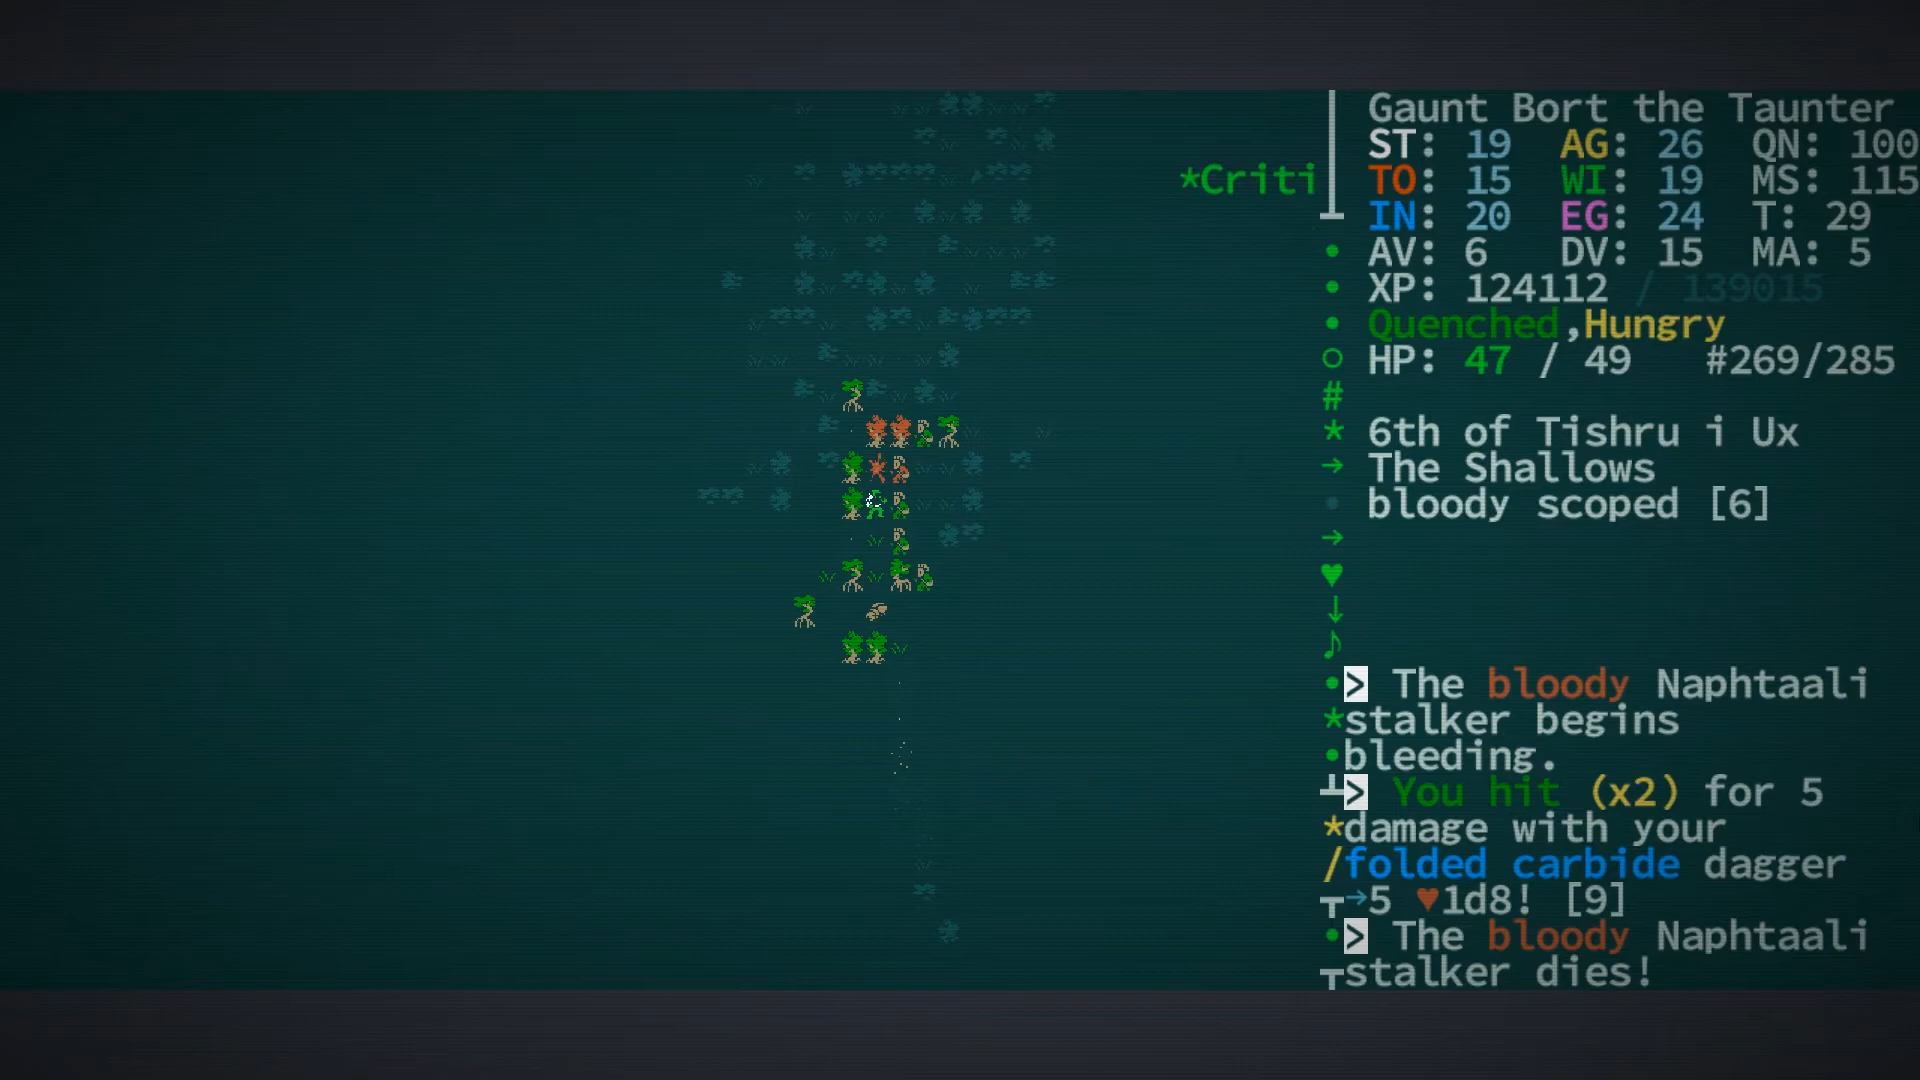 Gaunt Bort the Taunter
ST: 19 AG: 26 QN: 100
*Criti
TO: 15 WI: 19 MS: 115
IN: 20 EG: 24 T: 29
AV: 6 DV: 15 MA: 5
XP: 124112 / 139015
Quenched,Hungry
HP: 47 / 49 #269/285
6th of Tishru i Ux
The Shallows
bloody scoped [6]
> The bloody Naphtaali
stalker begins
bleeding.
> You hit (x2) for 5
damage with your
folded carbide dagger
→5 ♥1d8! [9]
> The bloody Naphtaali
stalker dies!